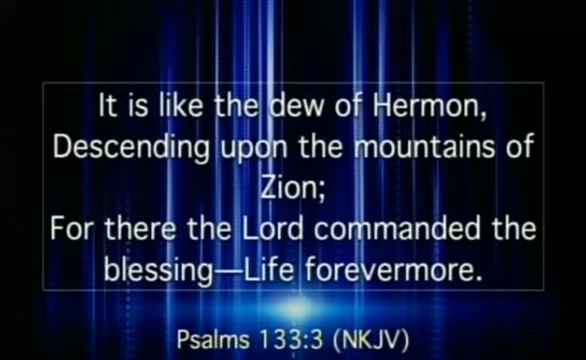 It is like the dew of Hermon,
Descending upon the mountains of
Zion;
For there the Lord commanded the
blessing—Life forevermore.
Psalms 133:3 (NKJV)